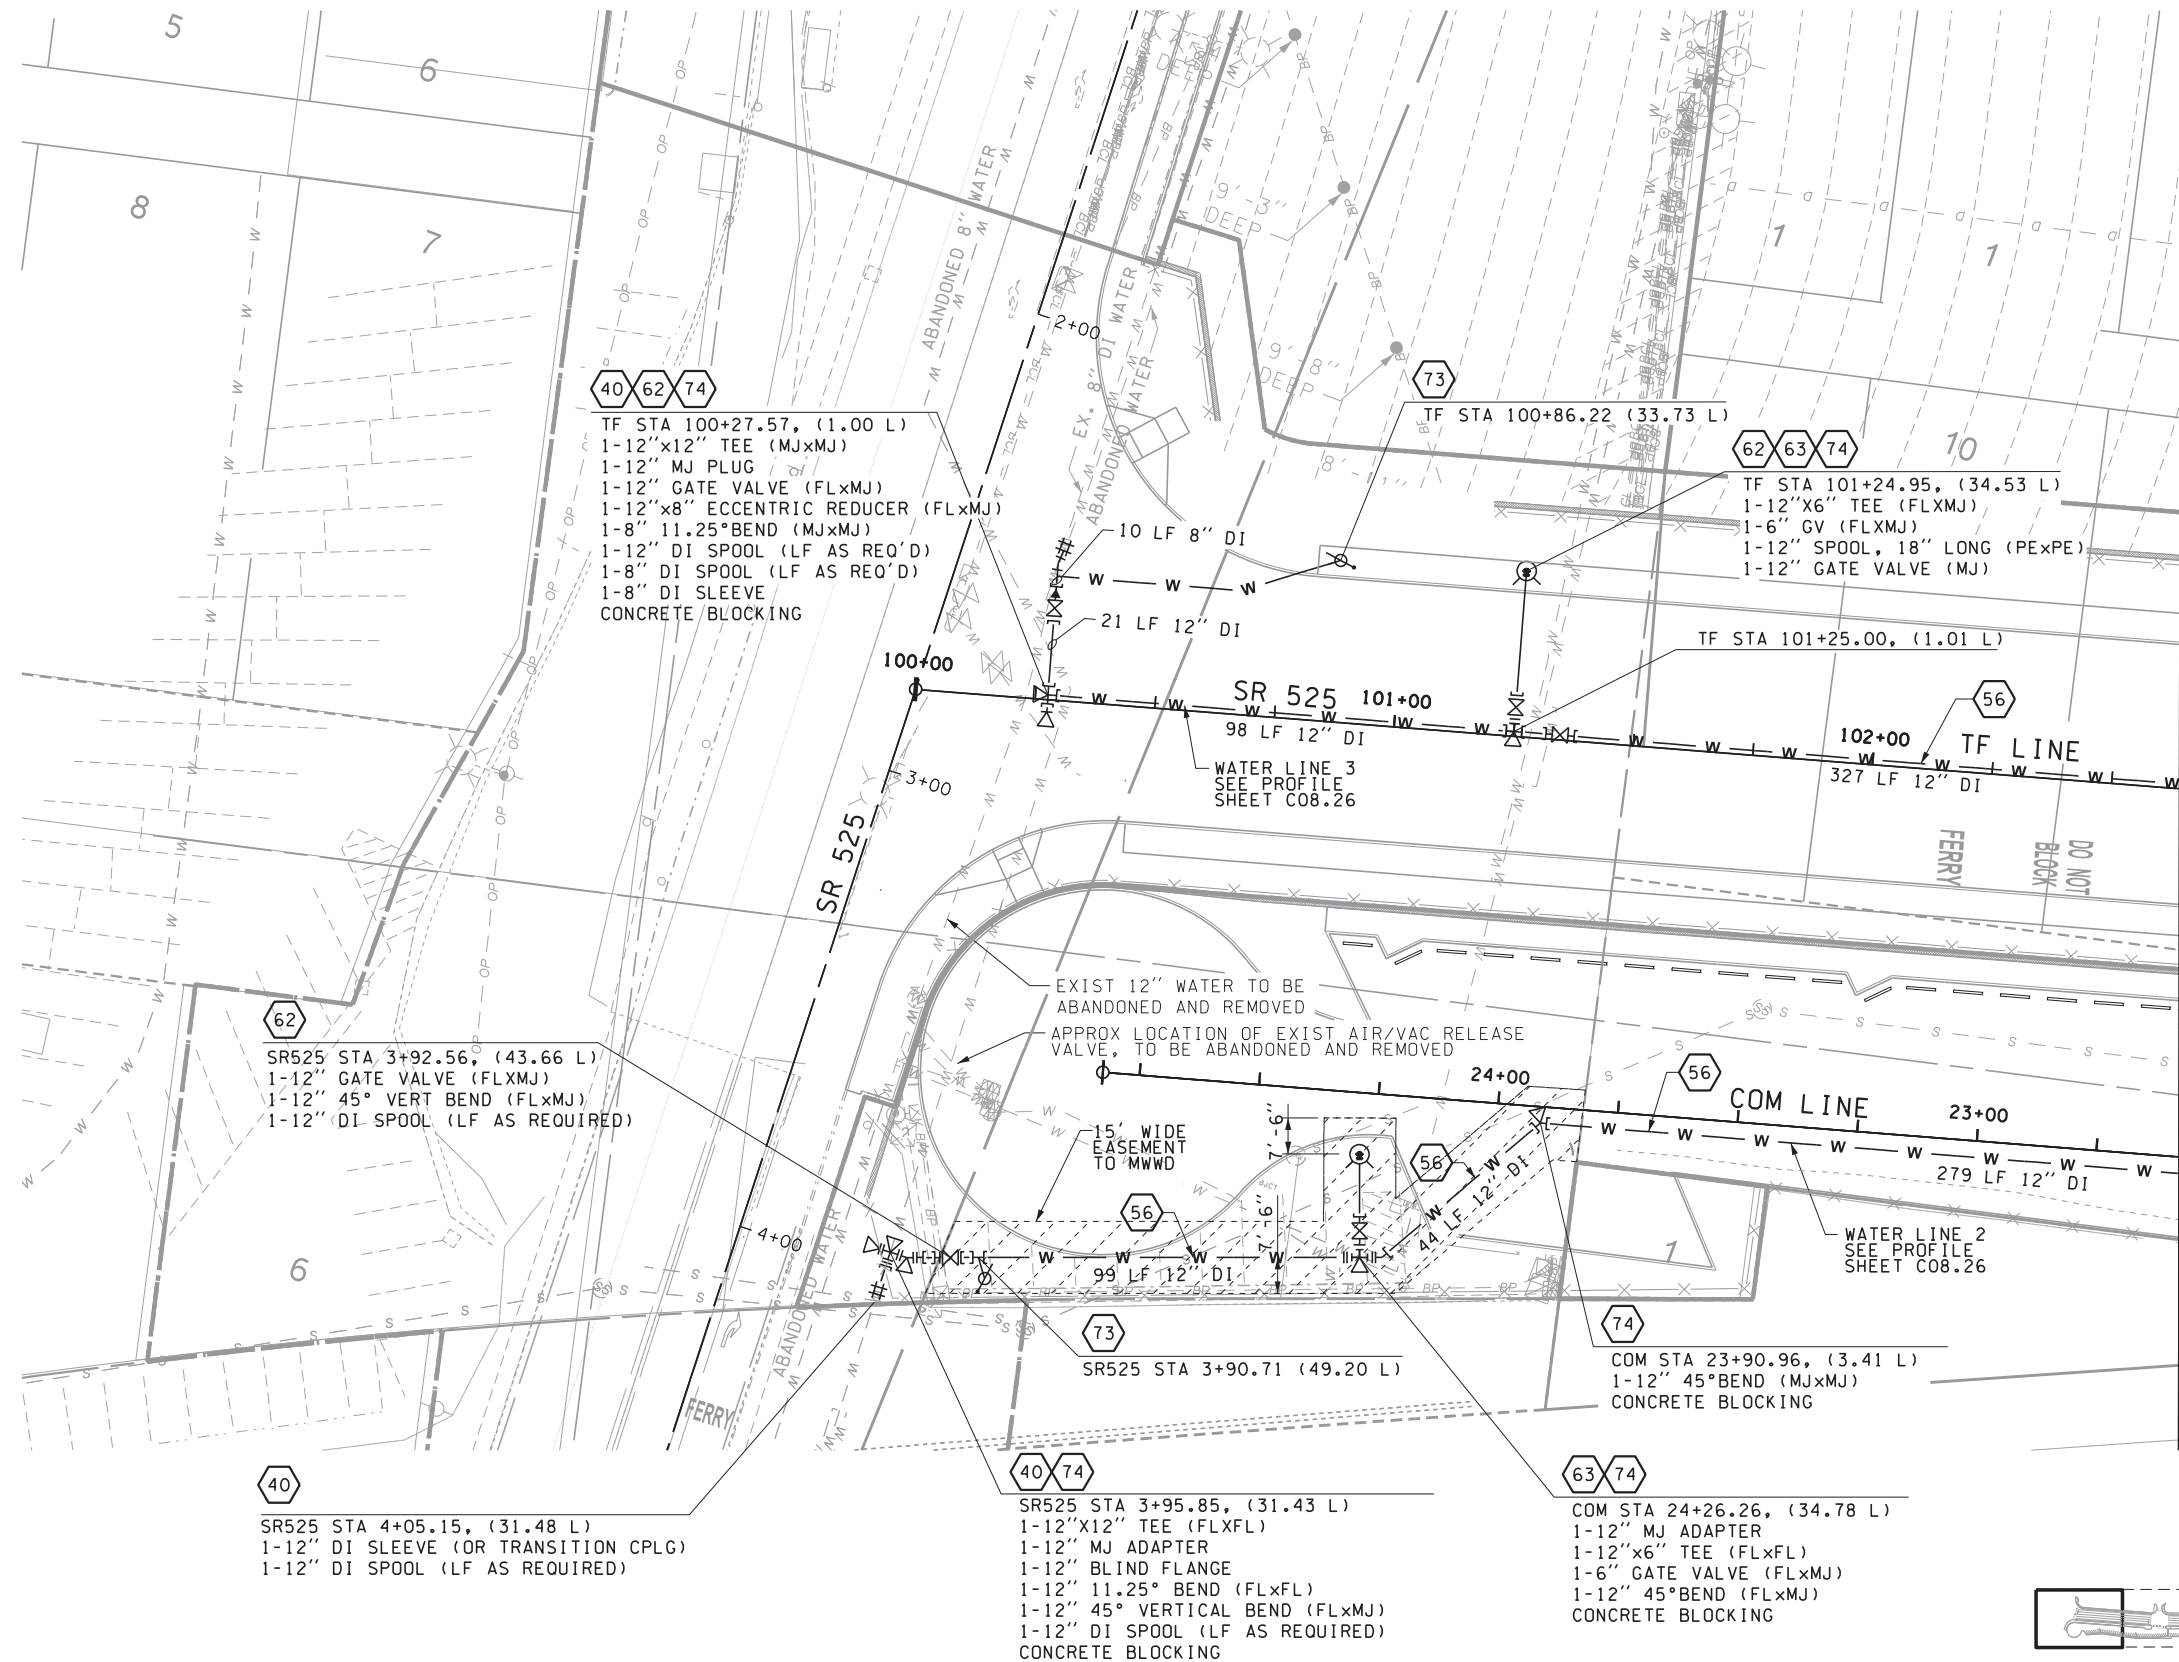 5
6
8
7
OP
ABANDONED 8" WATER
2+00
EX. 8" DI WATER
ABANDONED WATER
9'-3"
DEEP
9'-8"
DEEP
1
1
10
40 62 74
TF STA 100+27.57, (1.00 L)
1-12"x12" TEE (MJxMJ)
1-12" MJ PLUG
1-12" GATE VALVE (FLxMJ)
1-12"x8" ECCENTRIC REDUCER (FLxMJ)
1-8" 11.25°BEND (MJxMJ)
1-12" DI SPOOL (LF AS REQ'D)
1-8" DI SPOOL (LF AS REQ'D)
1-8" DI SLEEVE
CONCRETE BLOCKING
73
TF STA 100+86.22 (33.73 L)
62 63 74
TF STA 101+24.95, (34.53 L)
1-12"X6" TEE (FLXMJ)
1-6" GV (FLXMJ)
1-12" SPOOL, 18" LONG (PExPE)
1-12" GATE VALVE (MJ)
10 LF 8" DI
W W W
21 LF 12" DI
TF STA 101+25.00, (1.01 L)
100+00
SR 525
101+00
98 LF 12" DI
56
102+00
TF LINE
327 LF 12" DI
WATER LINE 3
SEE PROFILE
SHEET C08.26
3+00
SR 525
FERRY
DO NOT
BLOCK
EXIST 12" WATER TO BE
ABANDONED AND REMOVED
APPROX LOCATION OF EXIST AIR/VAC RELEASE
VALVE, TO BE ABANDONED AND REMOVED
62
SR525 STA 3+92.56, (43.66 L)
1-12" GATE VALVE (FLXMJ)
1-12" 45° VERT BEND (FLxMJ)
1-12" DI SPOOL (LF AS REQUIRED)
24+00
56
COM LINE
23+00
279 LF 12" DI
15' WIDE
EASEMENT
TO MWWD
7'-6"
7'-6"
56
56
44 LF 12" DI
99 LF 12" DI
WATER LINE 2
SEE PROFILE
SHEET C08.26
4+00
ABANDONED WATER
6
1
FERRY
73
SR525 STA 3+90.71 (49.20 L)
74
COM STA 23+90.96, (3.41 L)
1-12" 45°BEND (MJxMJ)
CONCRETE BLOCKING
40
SR525 STA 4+05.15, (31.48 L)
1-12" DI SLEEVE (OR TRANSITION CPLG)
1-12" DI SPOOL (LF AS REQUIRED)
40 74
SR525 STA 3+95.85, (31.43 L)
1-12"X12" TEE (FLXFL)
1-12" MJ ADAPTER
1-12" BLIND FLANGE
1-12" 11.25° BEND (FLxFL)
1-12" 45° VERTICAL BEND (FLxMJ)
1-12" DI SPOOL (LF AS REQUIRED)
CONCRETE BLOCKING
63 74
COM STA 24+26.26, (34.78 L)
1-12" MJ ADAPTER
1-12"x6" TEE (FLxFL)
1-6" GATE VALVE (FLxMJ)
1-12" 45°BEND (FLxMJ)
CONCRETE BLOCKING